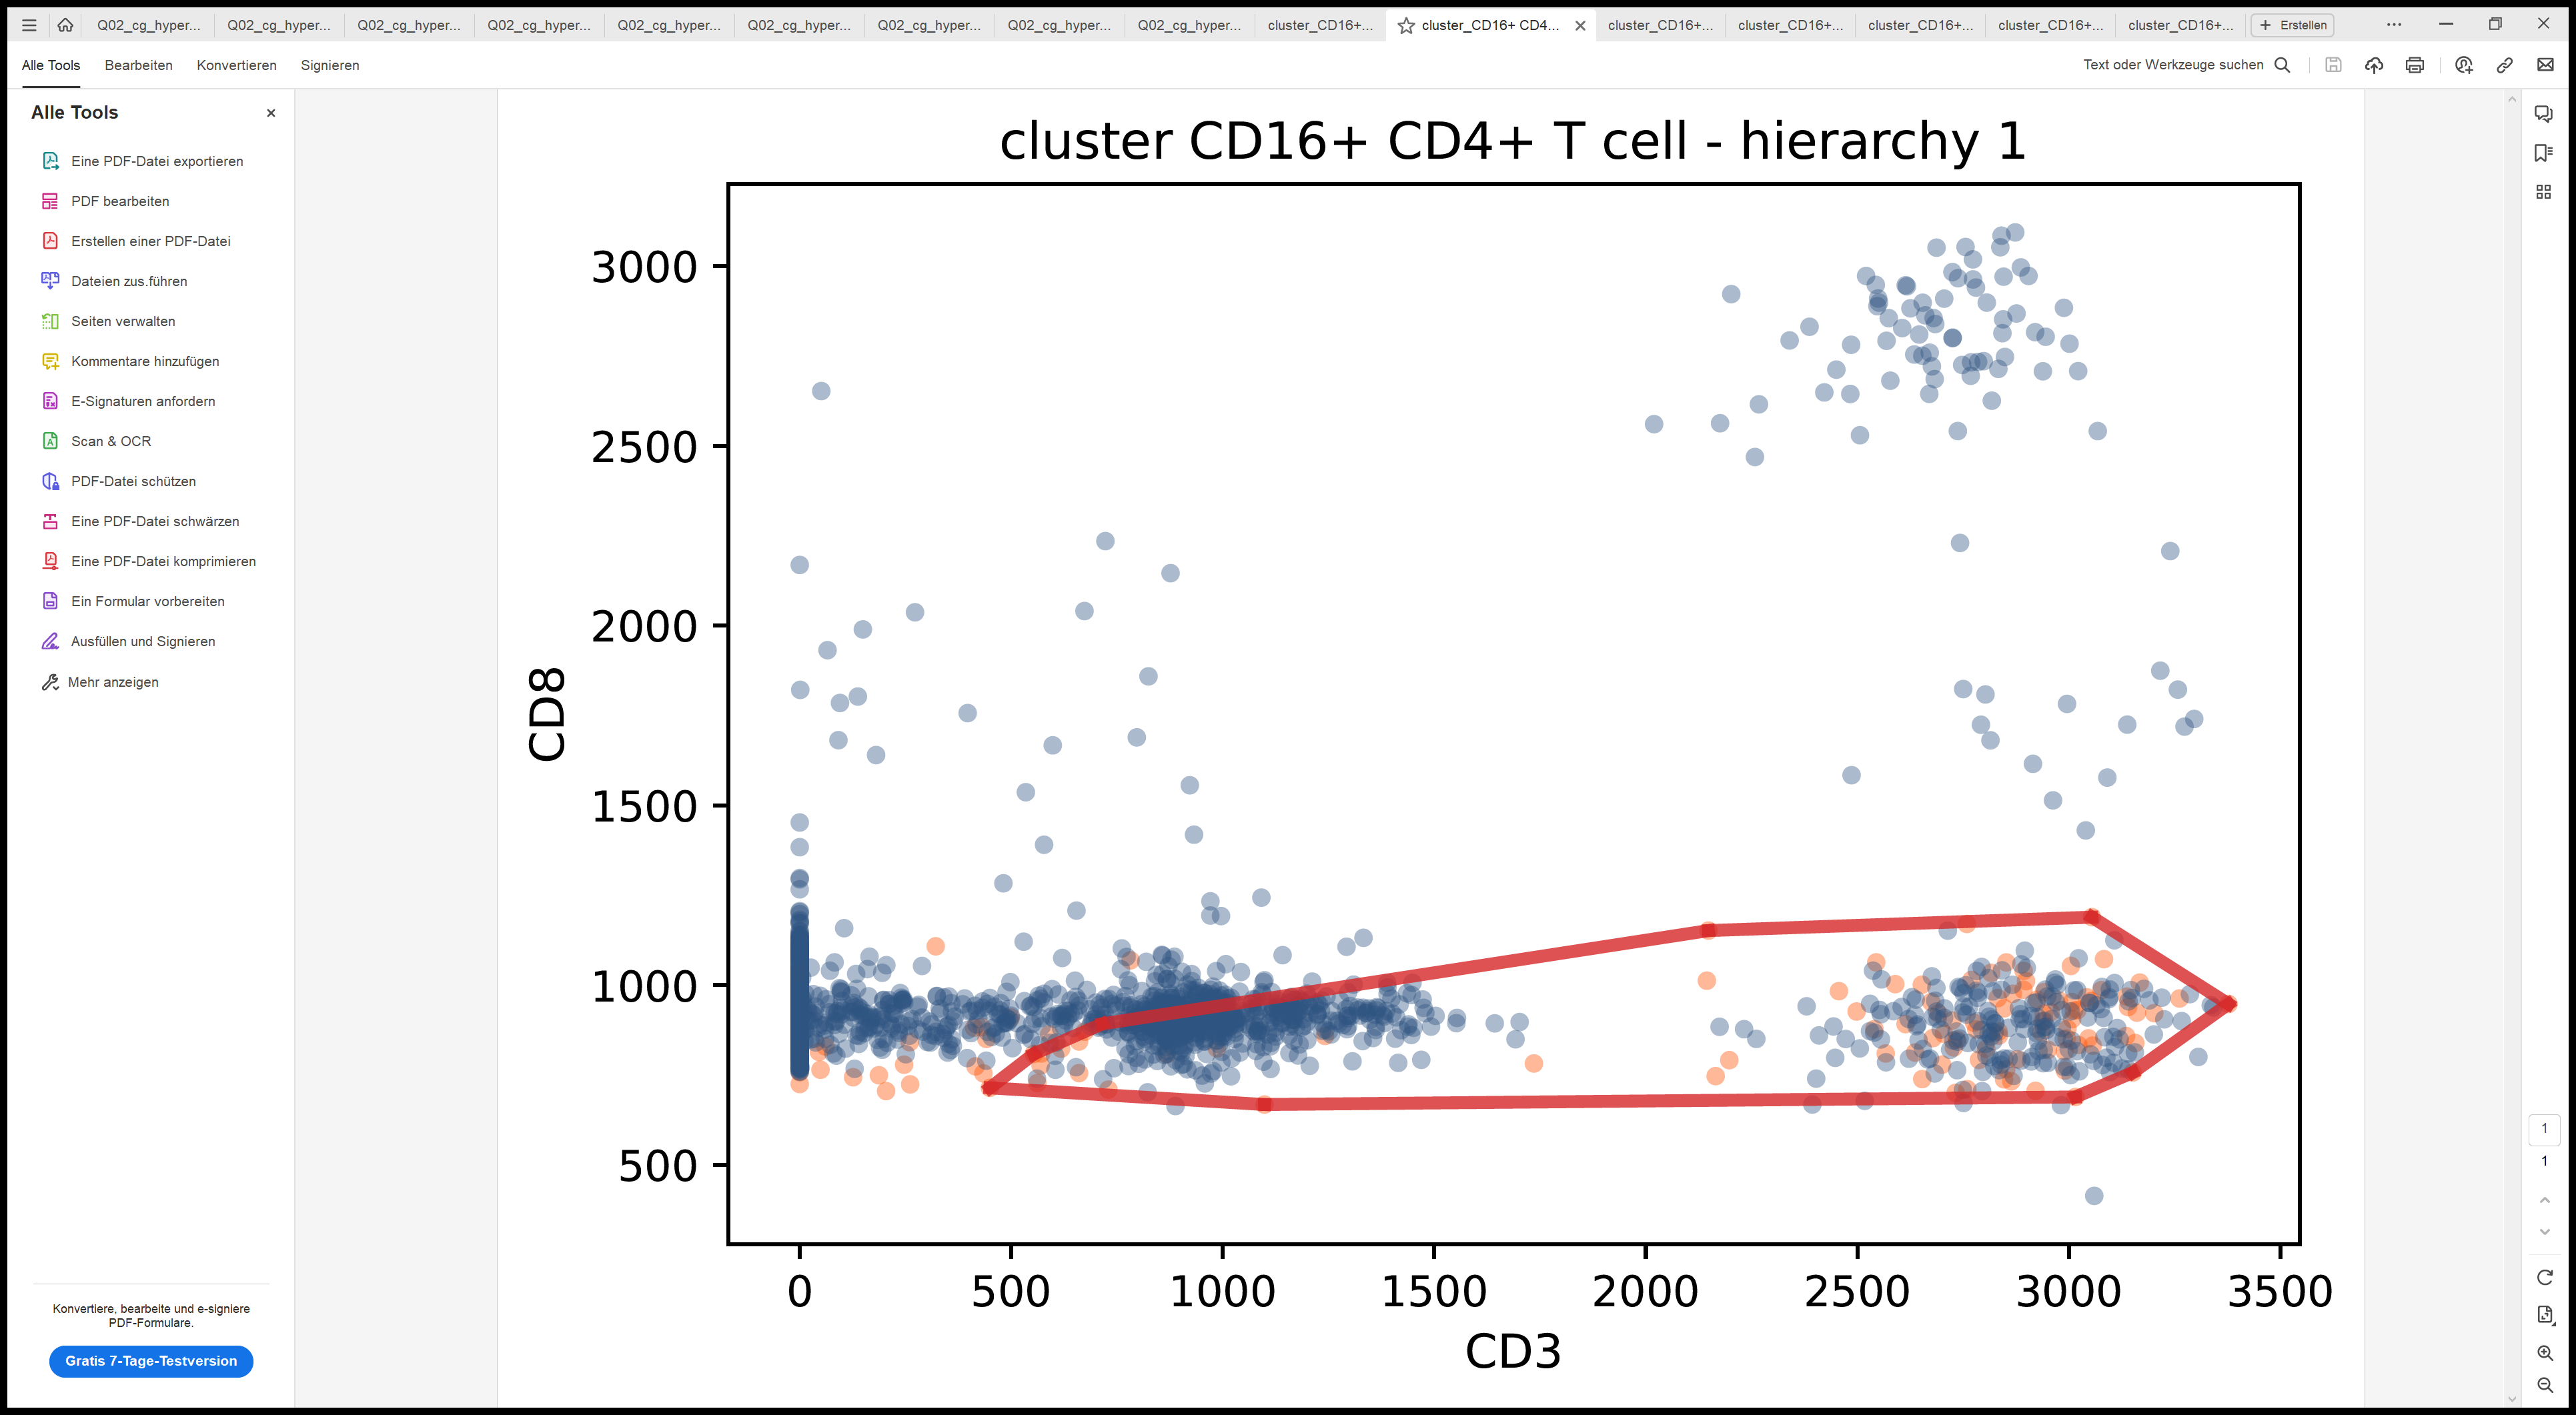 Q02_cg_hyper...
Q02_cg_hyper...
Q02_cg_hyper...
Q02_cg_hyper...
Q02_cg_hyper...
Q02_cg_hyper...
Q02_cg_hyper...
Q02_cg_hyper...
Q02_cg_hyper...
cluster_CD16+...
cluster_CD16+ CD4...
cluster_CD16+...
cluster_CD16+...
cluster_CD16+...
cluster_CD16+...
cluster_CD16+...
Erstellen
Alle Tools
Bearbeiten
Konvertieren
Signieren
Text oder Werkzeuge suchen
Alle Tools
Eine PDF-Datei exportieren
PDF bearbeiten
Erstellen einer PDF-Datei
Dateien zus.führen
Seiten verwalten
Kommentare hinzufügen
E-Signaturen anfordern
Scan & OCR
PDF-Datei schützen
Eine PDF-Datei schwärzen
Eine PDF-Datei komprimieren
Ein Formular vorbereiten
Ausfüllen und Signieren
Mehr anzeigen
Konvertiere, bearbeite und e-signiere
PDF-Formulare.
Gratis 7-Tage-Testversion
cluster CD16+ CD4+ T cell - hierarchy 1
3000
2500
2000
1500
1000
500
CD8
0
500
1000
1500
2000
2500
3000
3500
CD3
1
1